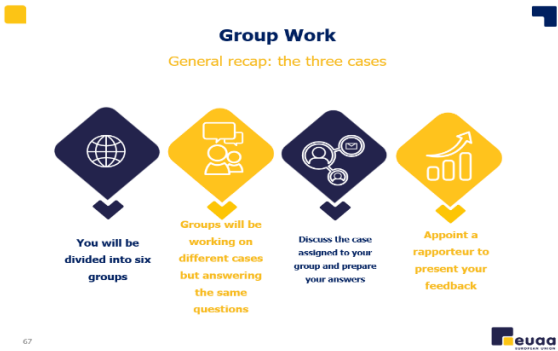 Group Work
General recap: the three cases
You will be
divided into six
groups
Groups will be
working on
different cases
but answering
the same
questions
Discuss the case
assigned to your
group and prepare
your answers
Appoint a
rapporteur to
present your
feedback
67
euaa
EUROPEAN UNION